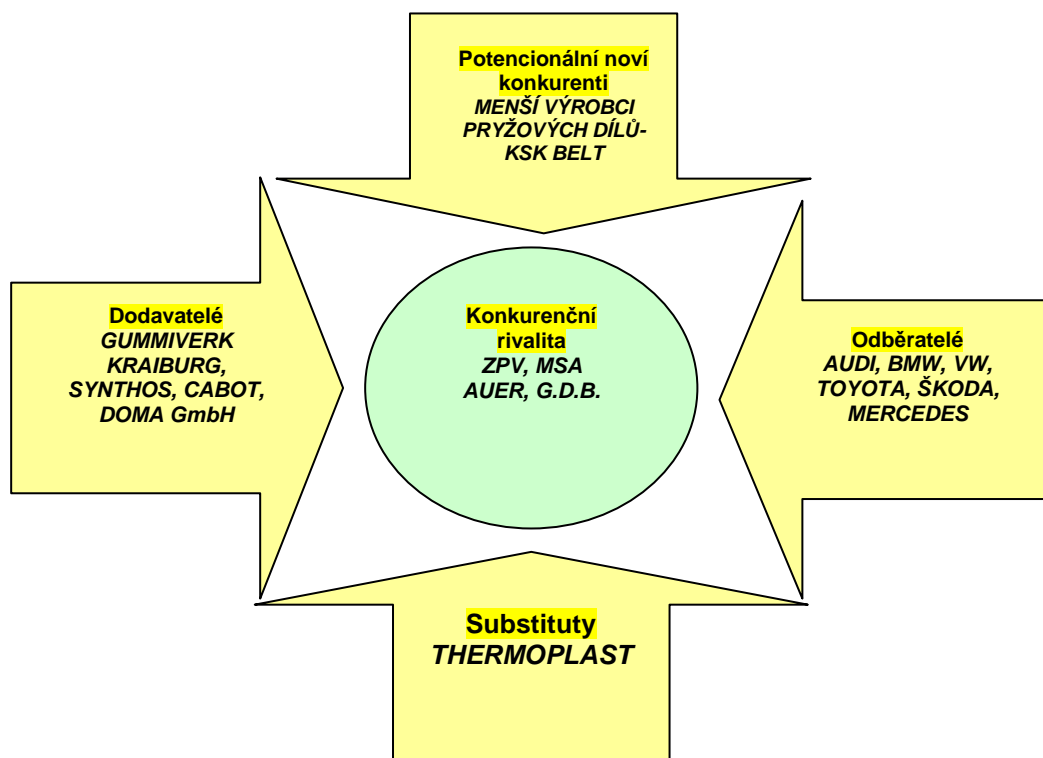 Potencionální noví
konkurenti
MENŠÍ VÝROBCI
PRYŽOVÝCH DÍLŮ-
KSK BELT
Dodavatelé
GUMMIVERK
KRAIBURG,
SYNTHOS, CABOT,
DOMA GmbH
Konkurenční
rivalita
ZPV, MSA
AUER, G.D.B.
Odběratelé
AUDI, BMW, VW,
TOYOTA, ŠKODA,
MERCEDES
Substituty
THERMOPLAST